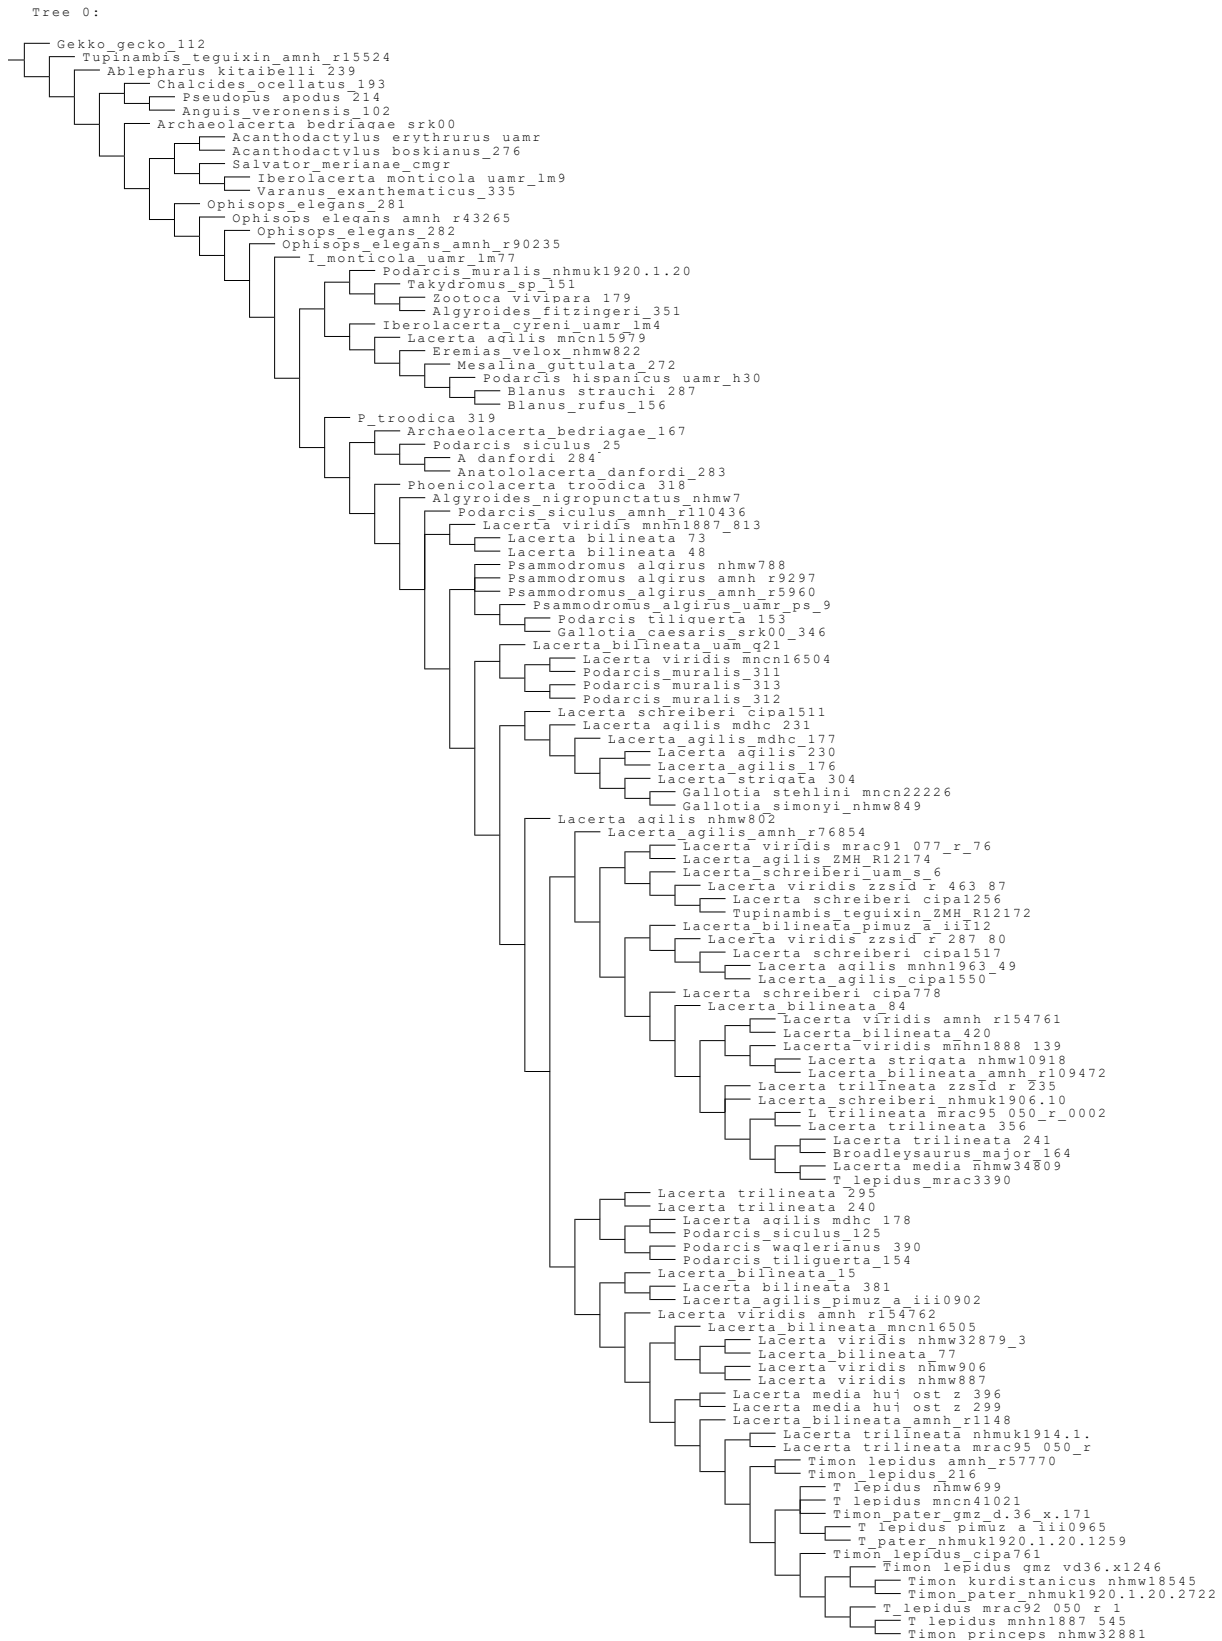 Tree 0:
Gekko_gecko_112
Tupinambis_teguixin_amnh_r15524
Ablepharus_kitaibelli_239
Chalcides_ocellatus_193
Pseudopus_apodus_214
Anguis_veronensis_102
Archaeolacerta_bedriagae_srk00
Acanthodactylus_erythrurus_uamr
Acanthodactylus_boskianus_276
Salvator_merianae_cmgr
Iberolacerta_monticola_uamr_lm9
Varanus_exanthematicus_335
Ophisops_elegans_281
Ophisops_elegans_amnh_r43265
Ophisops_elegans_282
Ophisops_elegans_amnh_r90235
I_monticola_uamr_lm77
Podarcis_muralis_nhmuk1920.1.20
Takydromus_sp_151
Zootoca_vivipara_179
Algyroides_fitzingeri_351
Iberolacerta_cyreni_uamr_lm4
Lacerta_agilis_mncn15979
Eremias_velox_nhmw822
Mesalina_guttulata_272
Podarcis_hispanicus_uamr_h30
Blanus_strauchi_287
Blanus_rufus_156
P_troodica_319
Archaeolacerta_bedriagae_167
Podarcis_siculus_25
A_danfordi_284
Anatololacerta_danfordi_283
Phoenicolacerta_troodica_318
Algyroides_nigropunctatus_nhmw7
Podarcis_siculus_amnh_r110436
Lacerta_viridis_mnhn1887_813
Lacerta_bilineata_73
Lacerta_bilineata_48
Psammodromus_algirus_nhmw788
Psammodromus_algirus_amnh_r9297
Psammodromus_algirus_amnh_r5960
Psammodromus_algirus_uamr_ps_9
Podarcis_tiliguerta_153
Gallotia_caesaris_srk00_346
Lacerta_bilineata_uam_q21
Lacerta_viridis_mncn16504
Podarcis_muralis_311
Podarcis_muralis_313
Podarcis_muralis_312
Lacerta_schreiberi_cipa1511
Lacerta_agilis_mdhc_231
Lacerta_agilis_mdhc_177
Lacerta_agilis_230
Lacerta_agilis_176
Lacerta_strigata_304
Gallotia_stehlini_mncn22226
Gallotia_simonyi_nhmw849
Lacerta_agilis_nhmw802
Lacerta_agilis_amnh_r76854
Lacerta_viridis_mrac91_077_r_76
Lacerta_agilis_ZMH_R12174
Lacerta_schreiberi_uam_s_6
Lacerta_viridis_zzsid_r_463_87
Lacerta_schreiberi_cipa1256
Tupinambis_teguixin_ZMH_R12172
Lacerta_bilineata_pimuz_a_iii12
Lacerta_viridis_zzsid_r_287_80
Lacerta_schreiberi_cipa1517
Lacerta_agilis_mnhn1963_49
Lacerta_agilis_cipa1550
Lacerta_schreiberi_cipa778
Lacerta_bilineata_84
Lacerta_viridis_amnh_r154761
Lacerta_bilineata_420
Lacerta_viridis_mnhn1888_139
Lacerta_strigata_nhmw10918
Lacerta_bilineata_amnh_r109472
Lacerta_trilineata_zzsid_r_235
Lacerta_schreiberi_nhmuk1906.10
L_trilineata_mrac95_050_r_0002
Lacerta_trilineata_356
Lacerta_trilineata_241
Broadleysaurus_major_164
Lacerta_media_nhmw34809
T_lepidus_mrac3390
Lacerta_trilineata_295
Lacerta_trilineata_240
Lacerta_agilis_mdhc_178
Podarcis_siculus_125
Podarcis_waglerianus_390
Podarcis_tiliguerta_154
Lacerta_bilineata_15
Lacerta_bilineata_381
Lacerta_agilis_pimuz_a_iii0902
Lacerta_viridis_amnh_r154762
Lacerta_bilineata_mncn16505
Lacerta_viridis_nhmw32879_3
Lacerta_bilineata_77
Lacerta_viridis_nhmw906
Lacerta_viridis_nhmw887
Lacerta_media_huj_ost_z_396
Lacerta_media_huj_ost_z_299
Lacerta_bilineata_amnh_r1148
Lacerta_trilineata_nhmuk1914.1.
Lacerta_trilineata_mrac95_050_r
Timon_lepidus_amnh_r57770
Timon_lepidus_216
T_lepidus_nhmw699
T_lepidus_mncn41021
Timon_pater_gmz_d.36_x.171
T_lepidus_pimuz_a_iii0965
T_pater_nhmuk1920.1.20.1259
Timon_lepidus_cipa761
Timon_lepidus_gmz_vd36.x1246
Timon_kurdistanicus_nhmw18545
Timon_pater_nhmuk1920.1.20.2722
T_lepidus_mrac92_050_r_1
T_lepidus_mnhn1887_545
Timon_princeps_nhmw32881